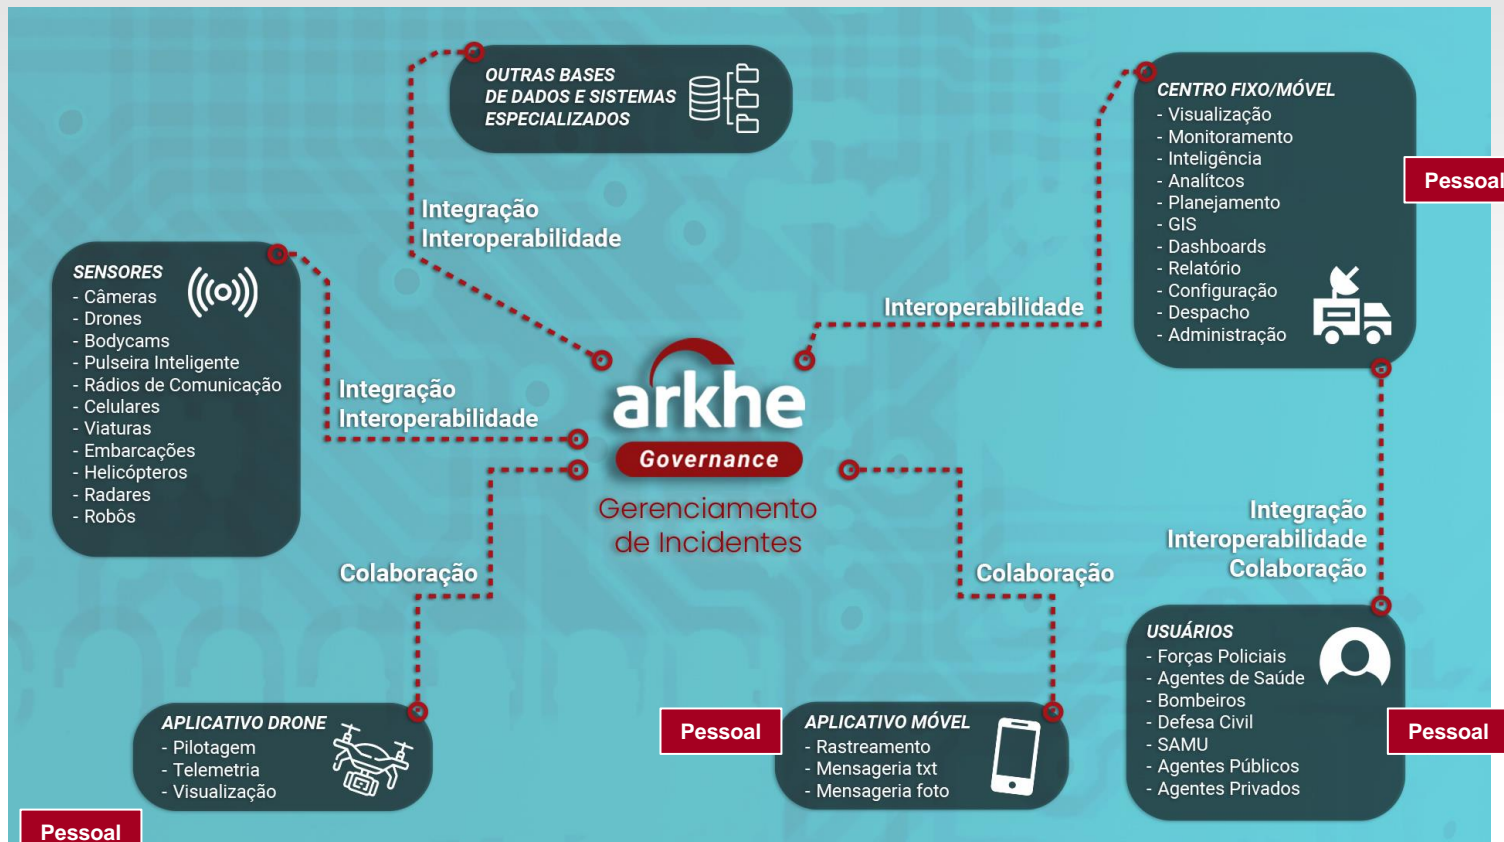 OUTRAS BASES
DE DADOS E SISTEMAS
ESPECIALIZADOS
CENTRO FIXO/MÓVEL
- Visualização
- Monitoramento
- Inteligência
- Analítcos
- Planejamento
- GIS
- Dashboards
- Relatório
- Configuração
- Despacho
- Administração
Pessoal
Integração
Interoperabilidade
SENSORES
- Câmeras
- Drones
- Bodycams
- Pulseira Inteligente
- Rádios de Comunicação
- Celulares
- Viaturas
- Embarcações
- Helicópteros
- Radares
- Robôs
Interoperabilidade
Integração
Interoperabilidade
arkhe
Governance
Gerenciamento
de Incidentes
Integração
Interoperabilidade
Colaboração
Colaboração
Colaboração
USUÁRIOS
- Forças Policiais
- Agentes de Saúde
- Bombeiros
- Defesa Civil
- SAMU
- Agentes Públicos
- Agentes Privados
Pessoal
APLICATIVO DRONE
- Pilotagem
- Telemetria
- Visualização
Pessoal
APLICATIVO MÓVEL
- Rastreamento
- Mensageria txt
- Mensageria foto
Pessoal